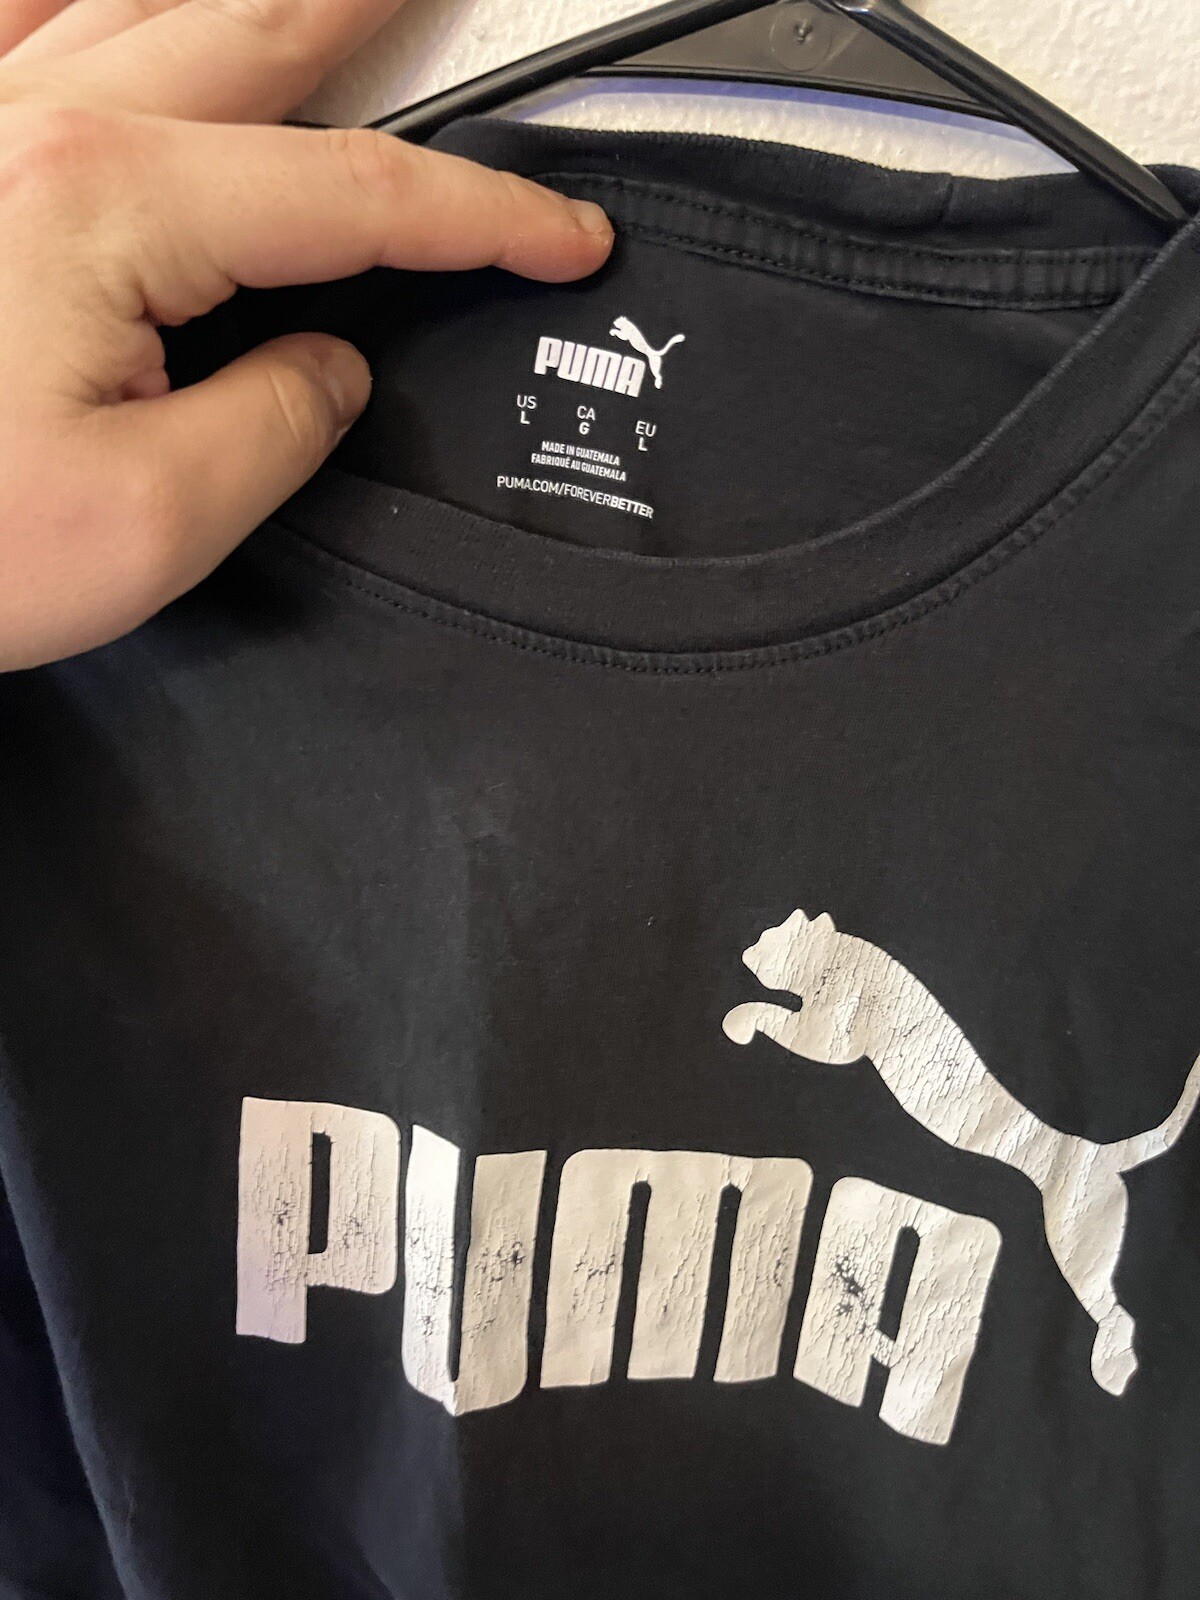 PUMA
US CA EU
L G L
MADE IN GUATEMALA
FABRIQUÉ AU GUATEMALA
PUMA.COM/FOREVERBETTER
PUMA